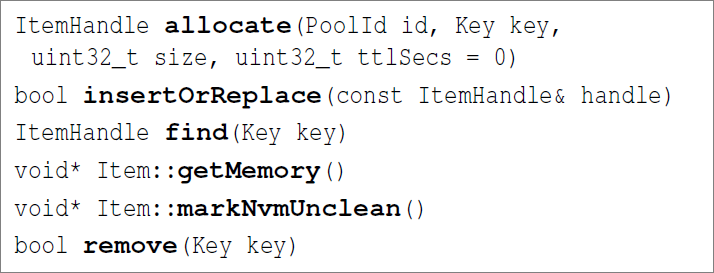 ItemHandle allocate(PoolId id, Key key,
uint32_t size, uint32_t ttlSecs = 0)
bool insertOrReplace(const ItemHandle& handle)
ItemHandle find(Key key)
void* Item::getMemory()
void* Item::markNvmUnclean()
bool remove(Key key)